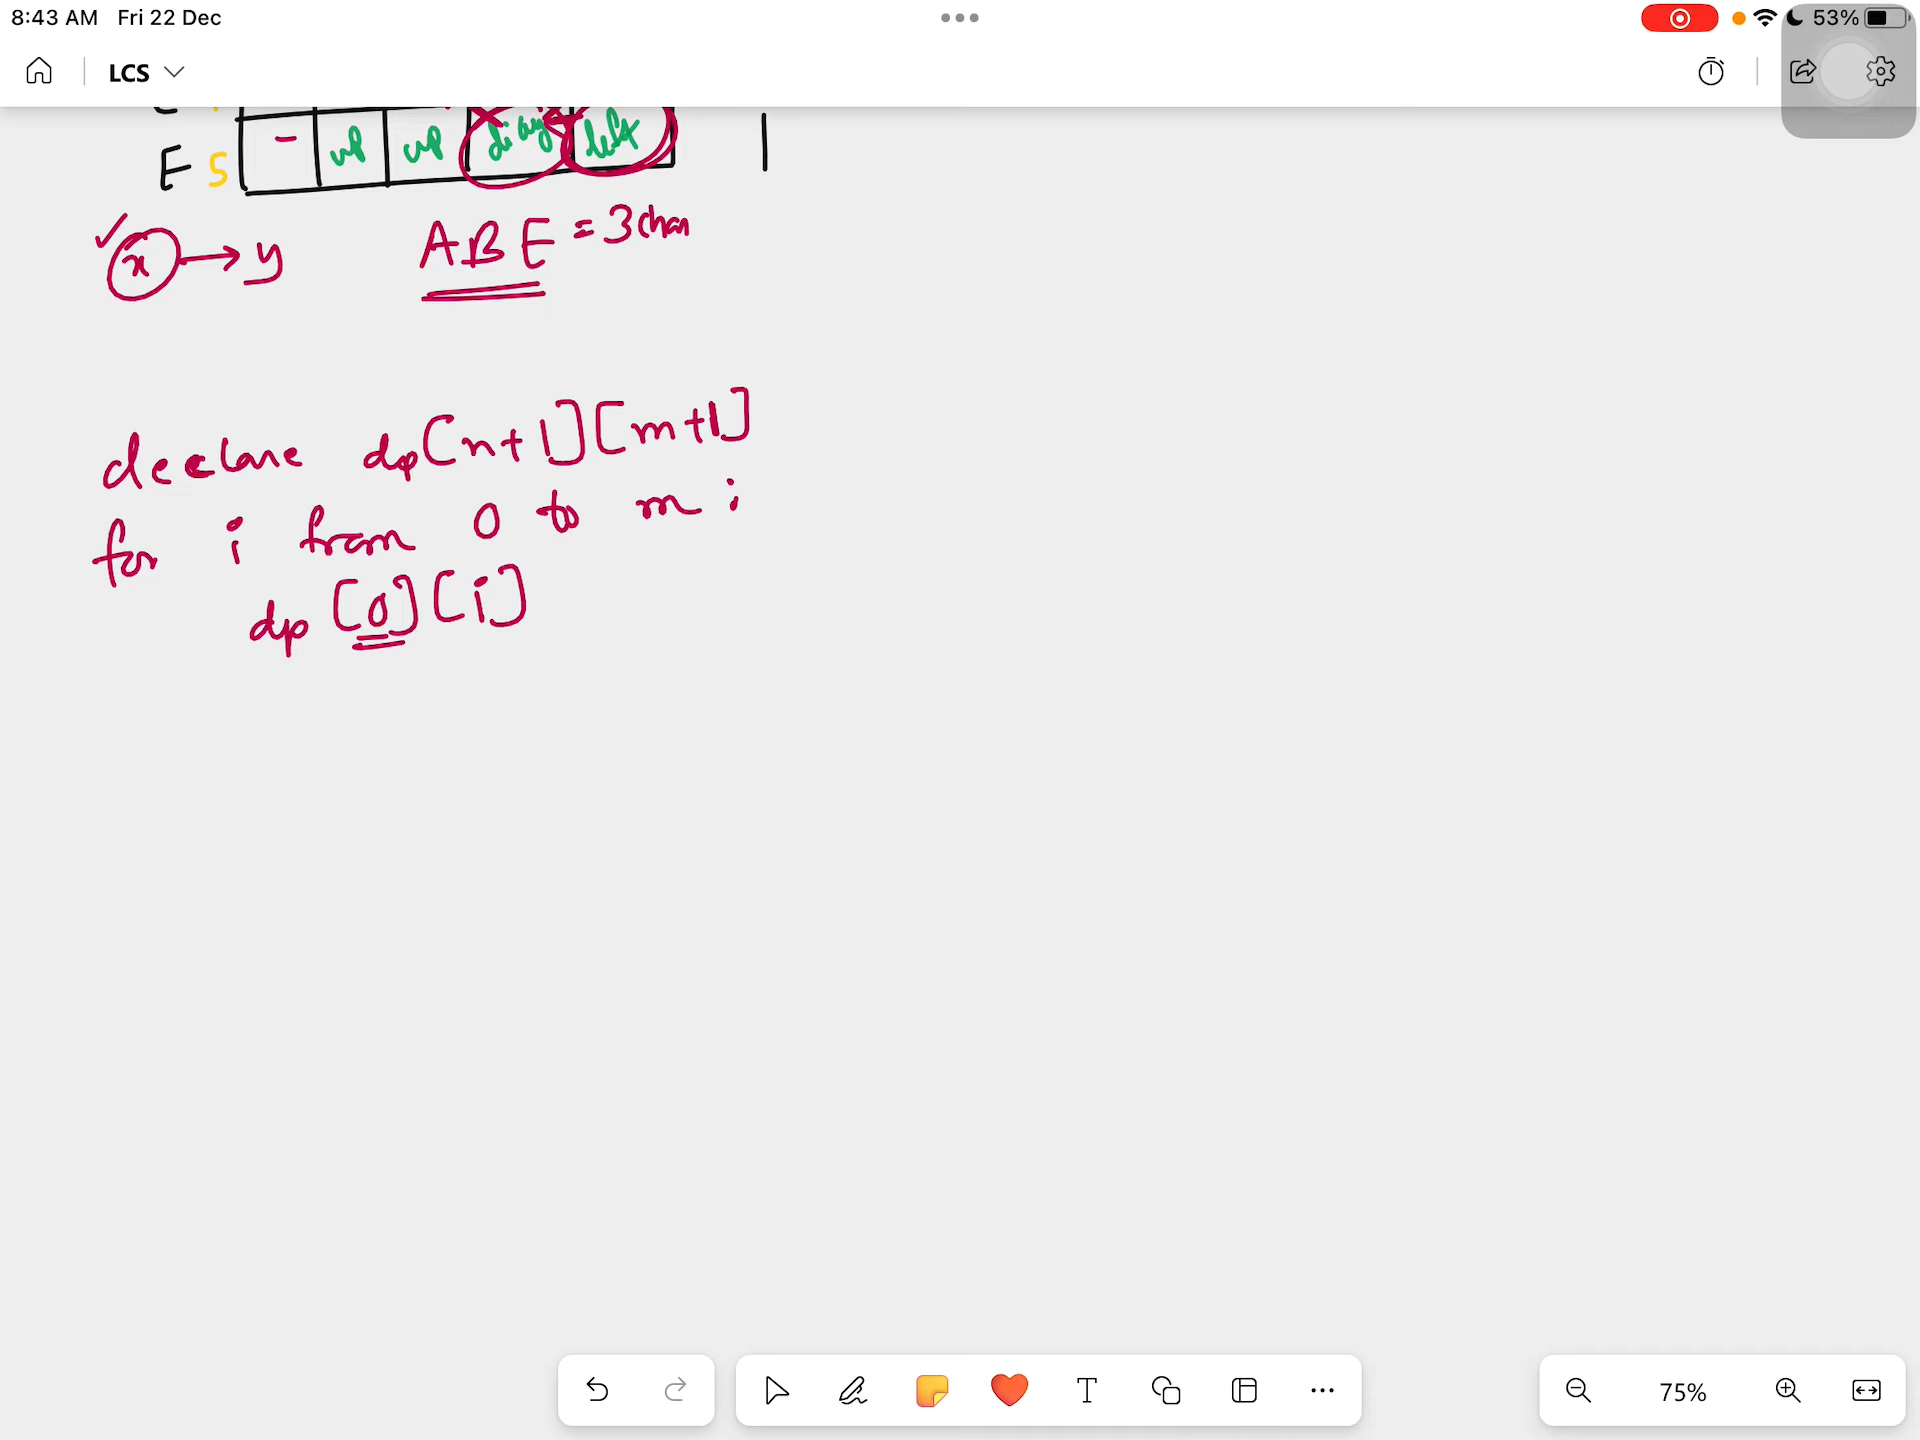 8:43 AM Fri 22 Dec
53%
LCS
E 5 - up up diag left
x → y ABE = 3 char
declare dp[n+1][m+1]
for i from 0 to m :
dp [0][i]
T
75%